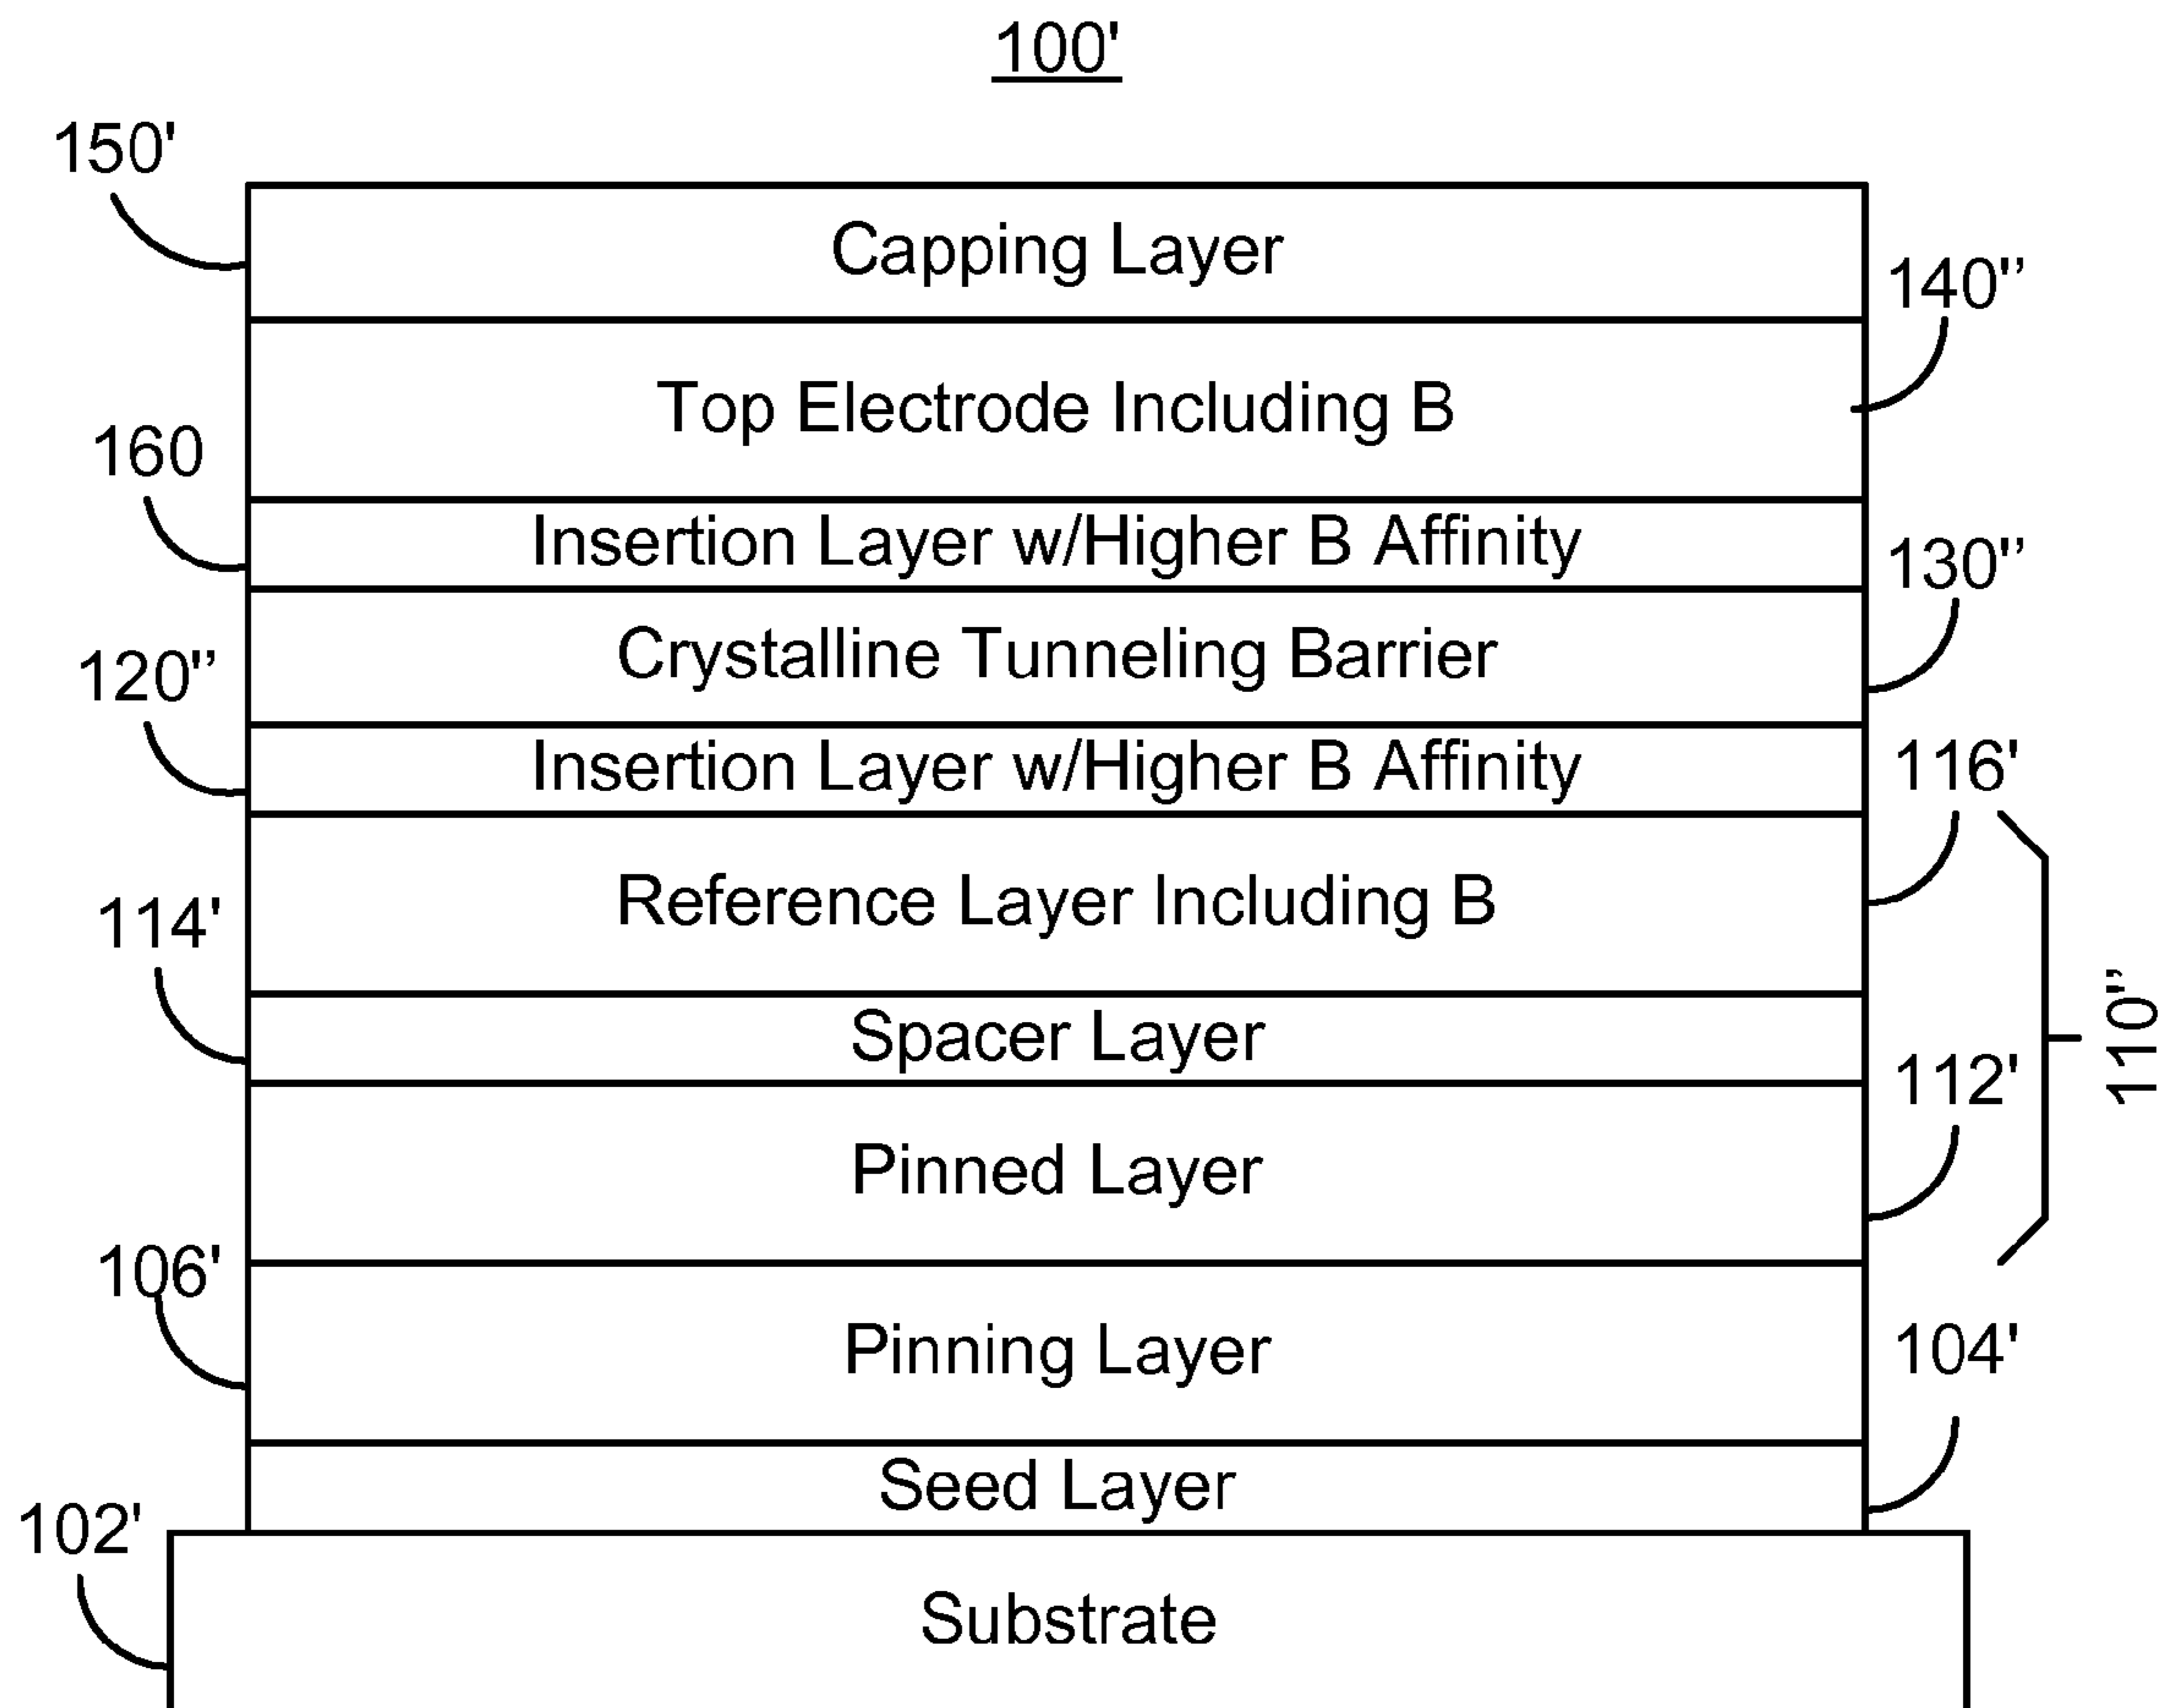 100'
150'
Capping Layer
140"
Top Electrode Including B
160
Insertion Layer w/Higher B Affinity
130"
Crystalline Tunneling Barrier
120"
Insertion Layer w/Higher B Affinity
116'
Reference Layer Including B
114'
Spacer Layer
110"
112'
Pinned Layer
106'
Pinning Layer
104'
Seed Layer
102'
Substrate